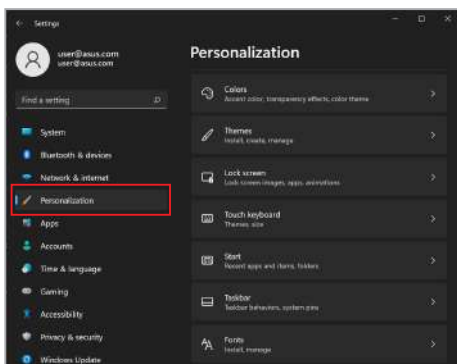 Settings
user@asus.com
user@asus.com
Find a setting
System
Bluetooth & devices
Network & internet
Personalization
Apps
Accounts
Time & language
Gaming
Accessibility
Privacy & security
Windows Update
Personalization
Colors
Accent color, transparency effects, color theme
Themes
Install, create, manage
Lock screen
Lock screen images, apps, animations
Touch keyboard
Themes, size
Start
Recent apps and items, folders
Taskbar
Taskbar behaviors, system pins
Fonts
Install, manage